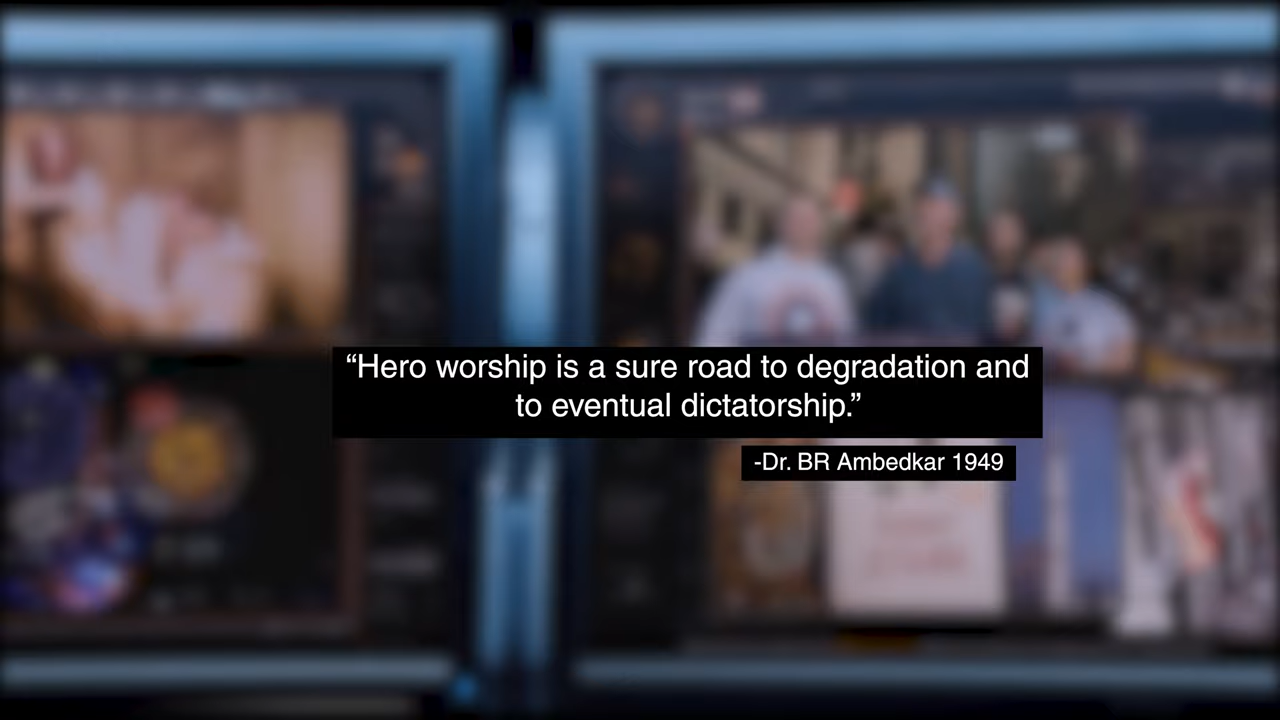 “Hero worship is a sure road to degradation and
to eventual dictatorship.”
-Dr. BR Ambedkar 1949